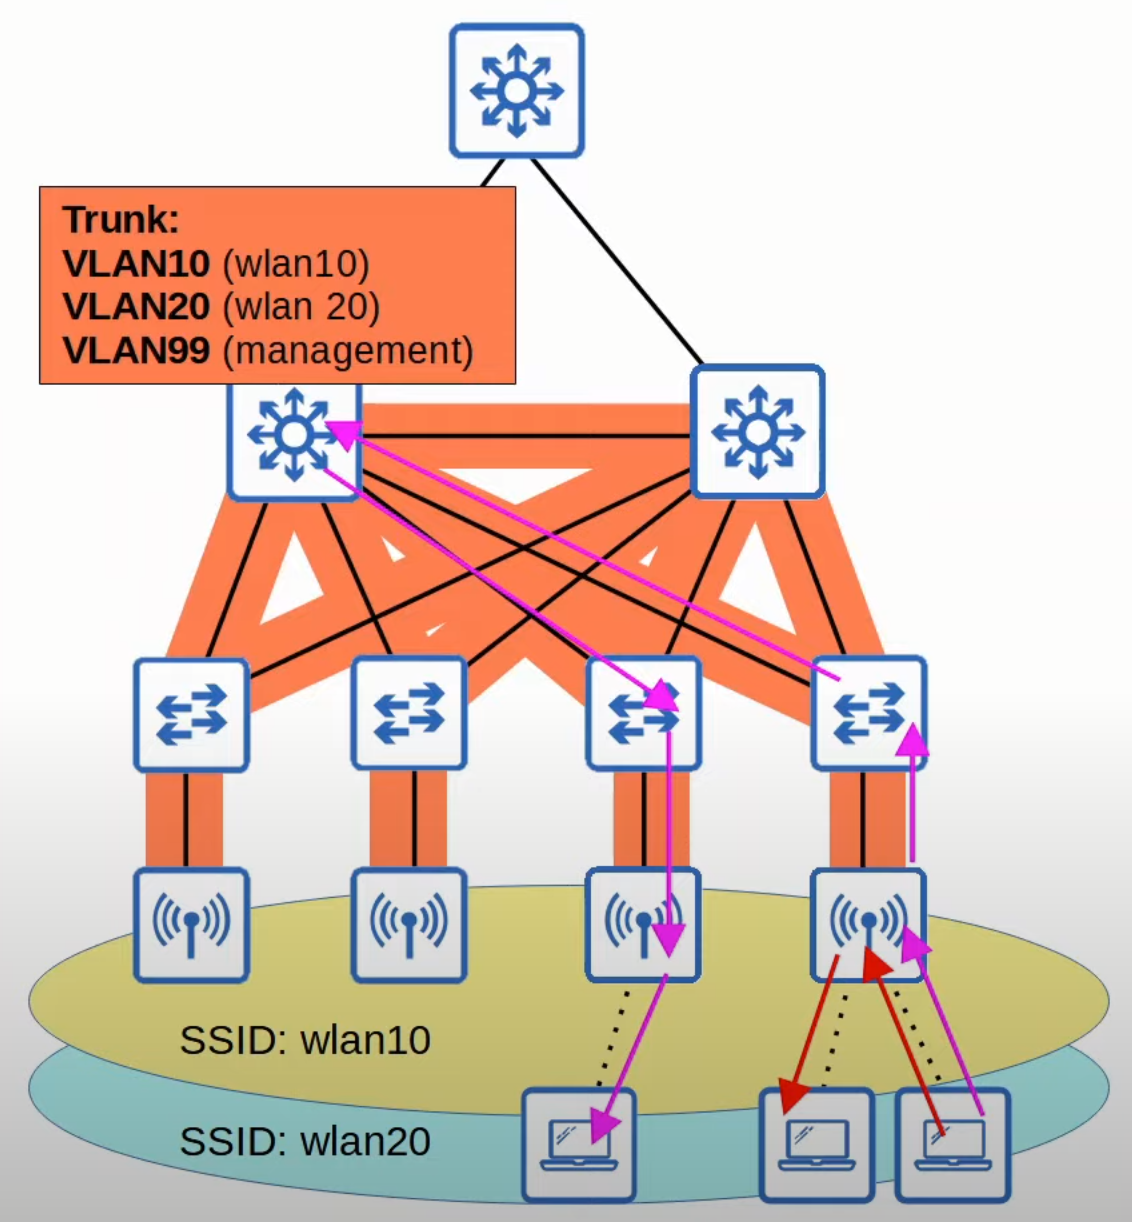 Trunk:
VLAN10 (wlan10)
VLAN20 (wlan 20)
VLAN99 (management)
SSID: wlan10
SSID: wlan20